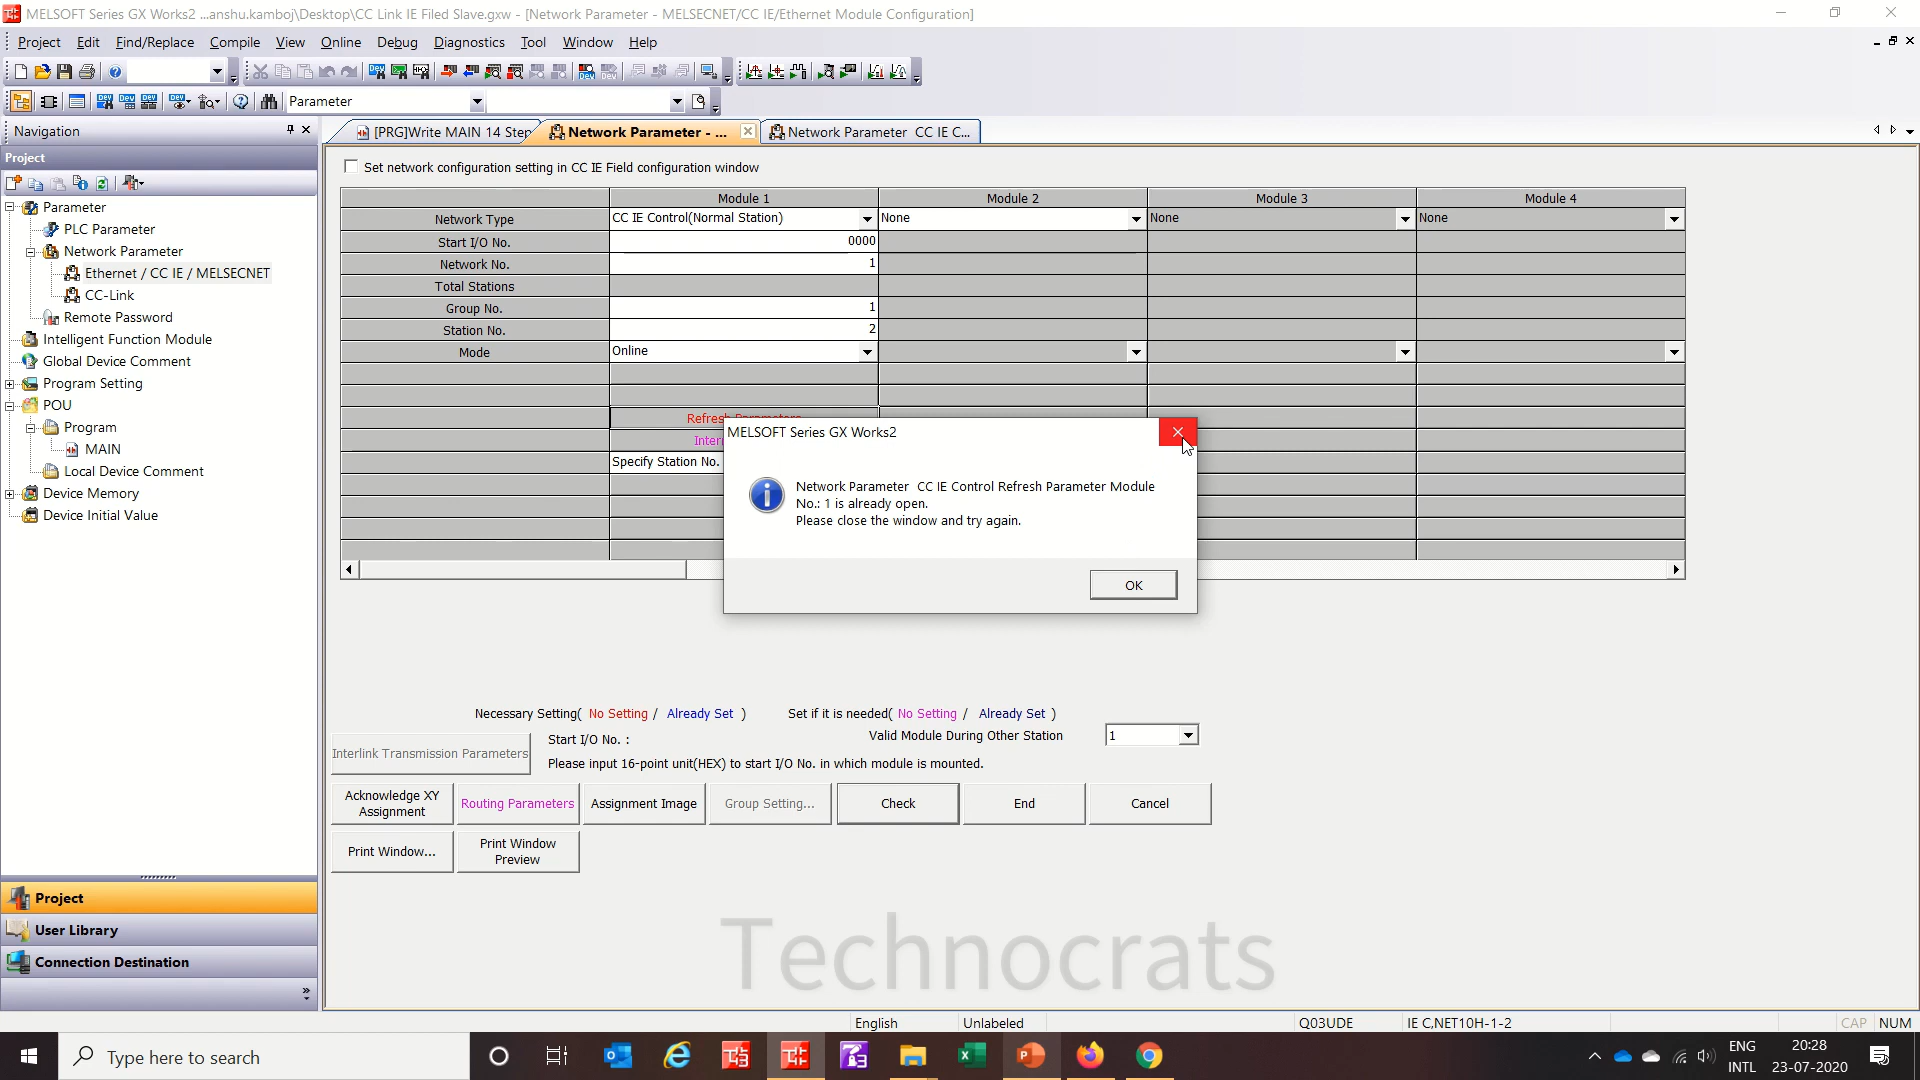 MELSOFT Series GX Works2 ...anshu.kamboj\Desktop\CC Link IE Filed Slave.gxw - [Network Parameter - MELSECNET/CC IE/Ethernet Module Configuration]
Project Edit Find/Replace Compile View Online Debug Diagnostics Tool Window Help
Parameter
Navigation
[PRG]Write MAIN 14 Step
Network Parameter - ...
Network Parameter CC IE C...
Project
Parameter
PLC Parameter
Network Parameter
Ethernet / CC IE / MELSECNET
CC-Link
Remote Password
Intelligent Function Module
Global Device Comment
Program Setting
POU
Program
MAIN
Local Device Comment
Device Memory
Device Initial Value
Project
User Library
Connection Destination
Set network configuration setting in CC IE Field configuration window
Module 1 Module 2 Module 3 Module 4
Network Type CC IE Control(Normal Station) None None None
Start I/O No. 0000
Network No. 1
Total Stations
Group No. 1
Station No. 2
Mode Online
Refresh Parameters
Inter
Specify Station No.
MELSOFT Series GX Works2
Network Parameter CC IE Control Refresh Parameter Module
No.: 1 is already open.
Please close the window and try again.
OK
Necessary Setting( No Setting / Already Set ) Set if it is needed( No Setting / Already Set )
Interlink Transmission Parameters
Start I/O No. :
Valid Module During Other Station 1
Please input 16-point unit(HEX) to start I/O No. in which module is mounted.
Acknowledge XY
Assignment
Routing Parameters
Assignment Image
Group Setting...
Check
End
Cancel
Print Window...
Print Window
Preview
Technocrats
English Unlabeled Q03UDE IE C,NET10H-1-2 CAP NUM
Type here to search
ENG
INTL
20:28
23-07-2020